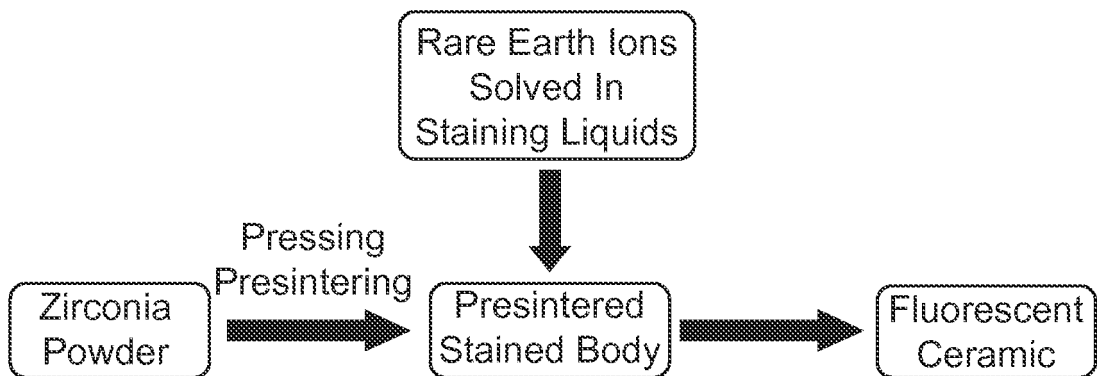 Rare Earth Ions
Solved In
Staining Liquids
Pressing
Presintering
Zirconia
Powder
Presintered
Stained Body
Fluorescent
Ceramic